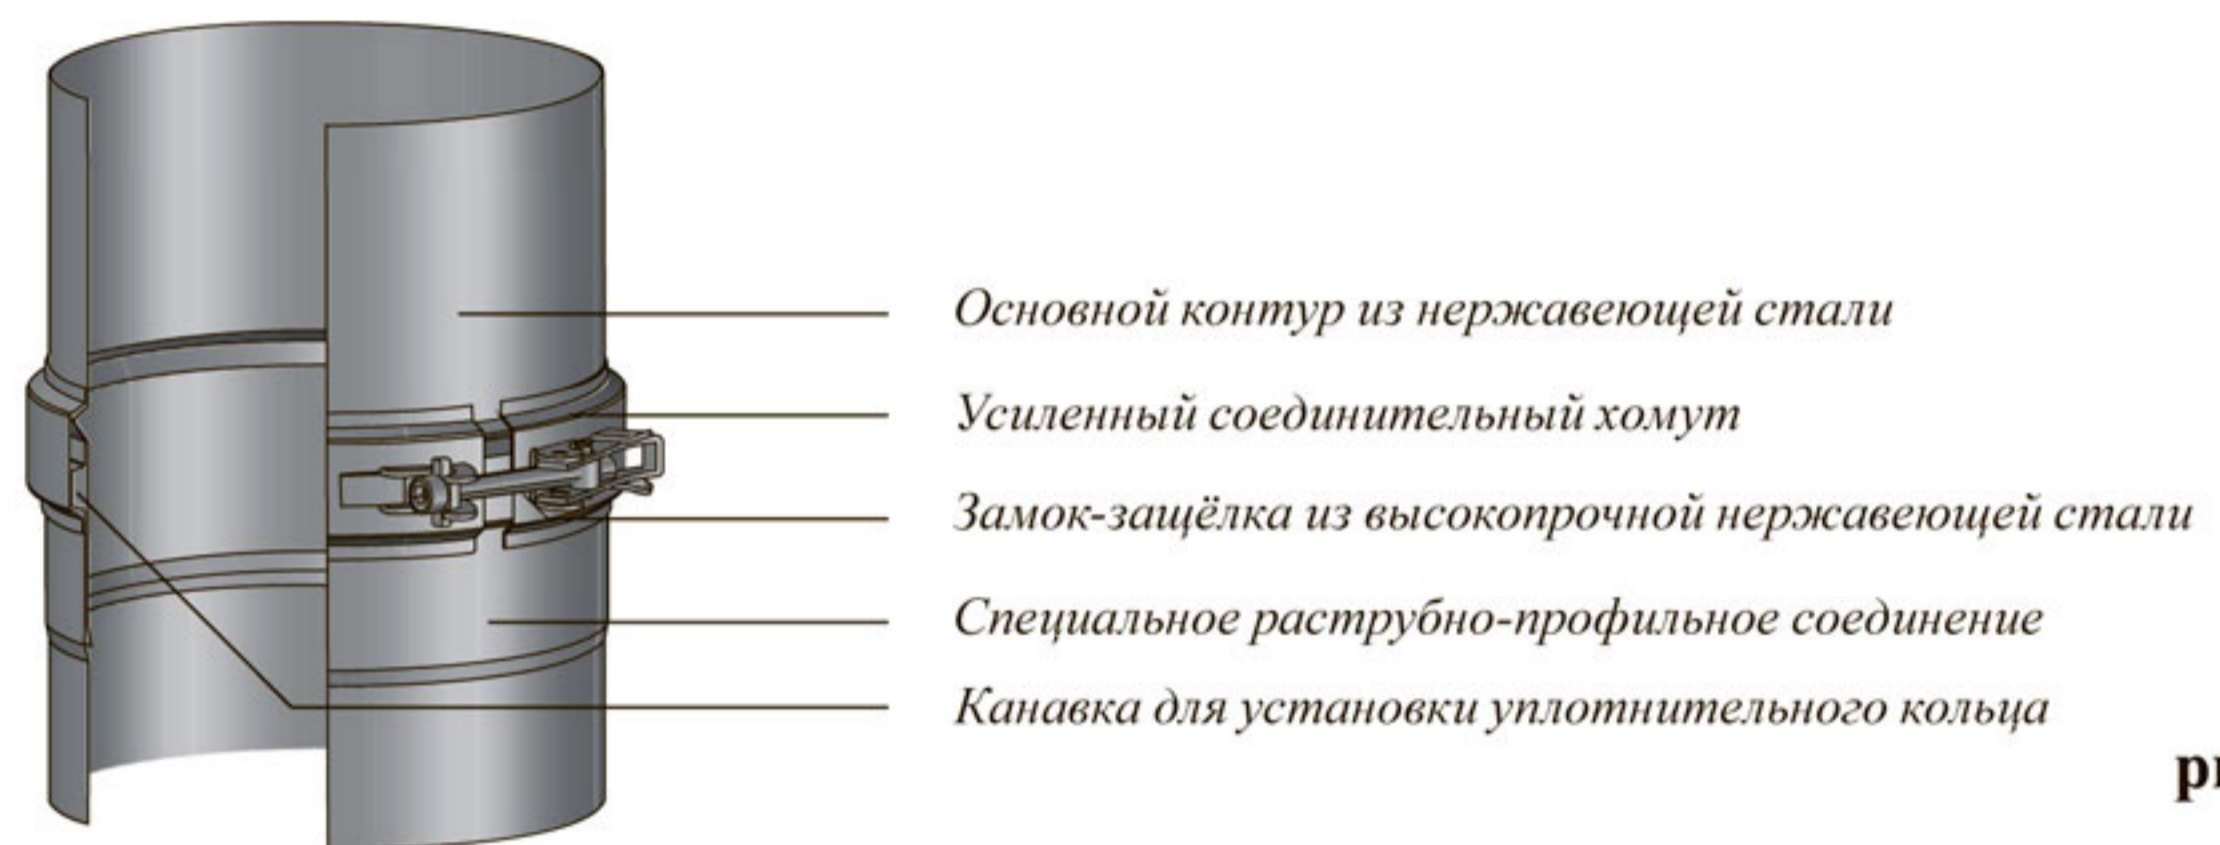 Основной контур из нержавеющей стали
Усиленный соединительный хомут
Замок-защёлка из высокопрочной нержавеющей стали
Специальное раструбно-профильное соединение
Канавка для установки уплотнительного кольца